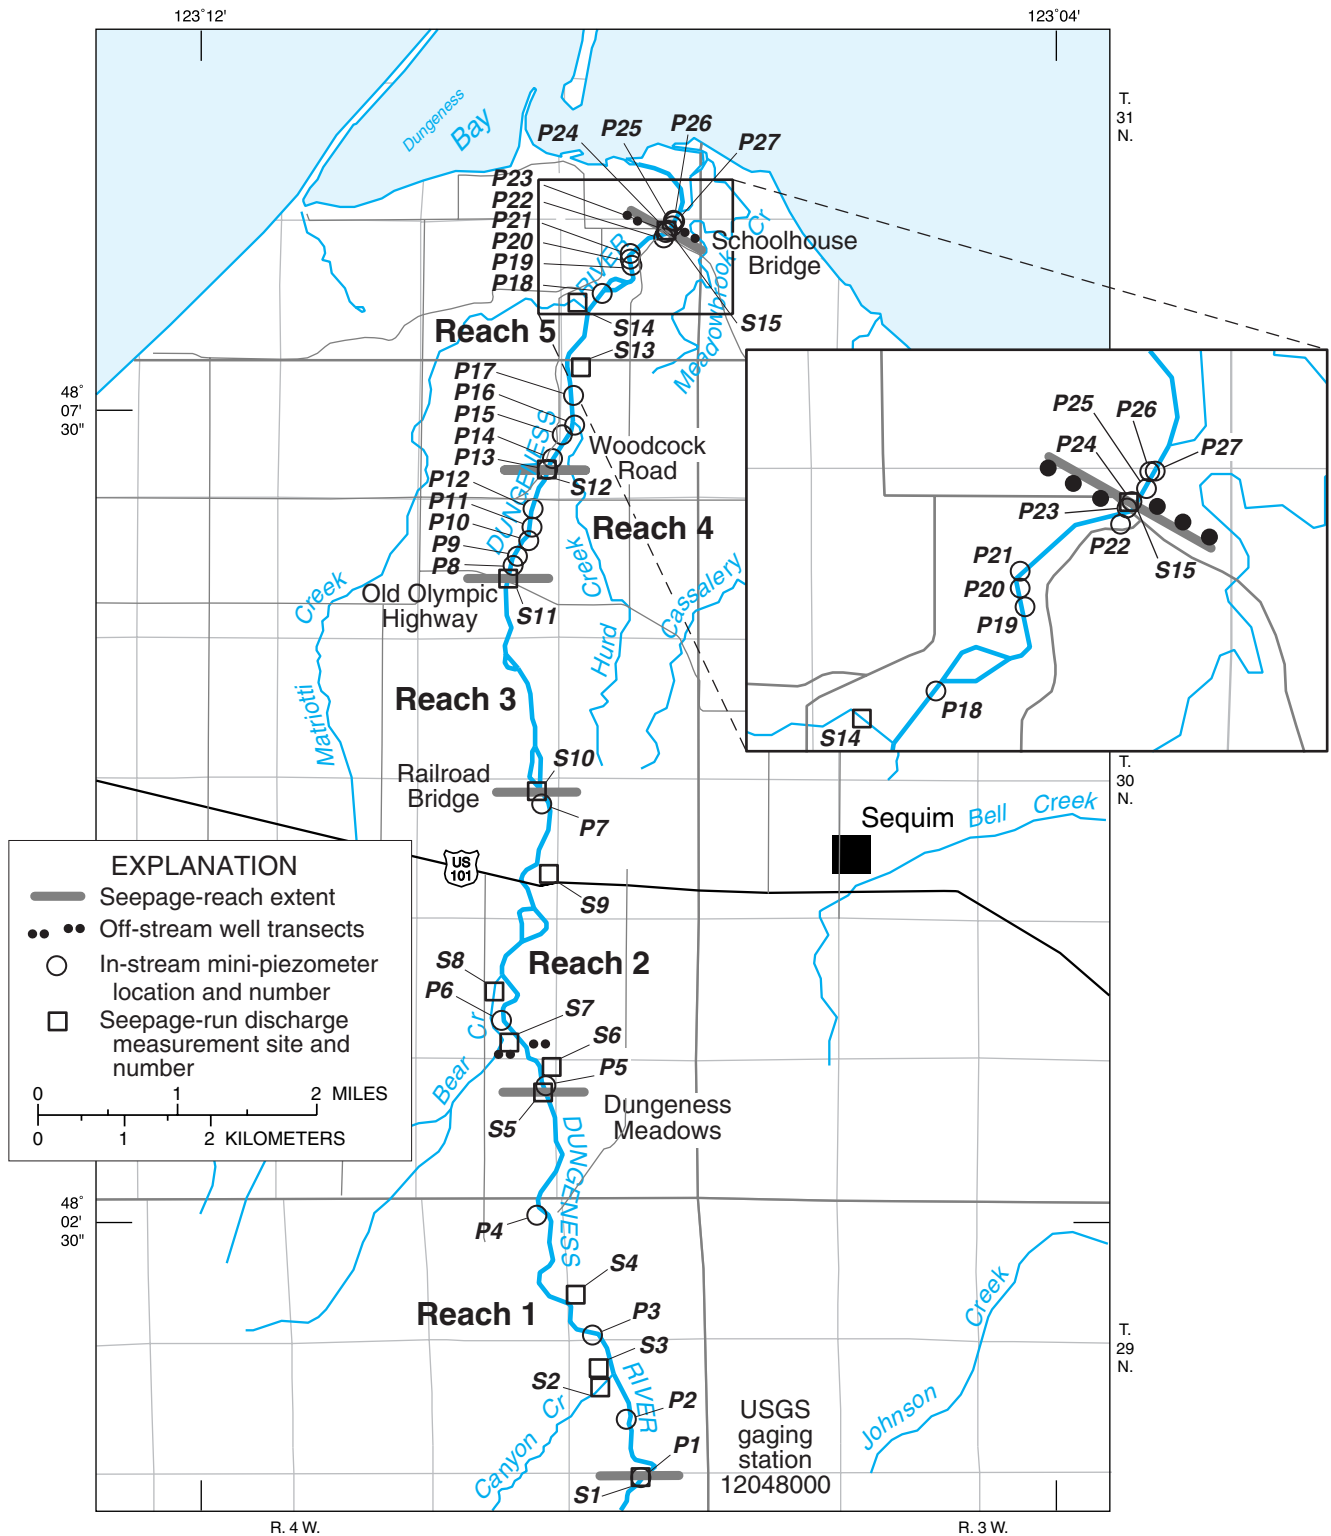 123°12'
123°04'
T.
31
N.
Dungeness
Bay
P24
P25
P26
P27
P23
P22
P21
P20
P19
P18
RIVER
Cr
Meadowbrook
Schoolhouse
Bridge
S15
S14
Reach 5
S13
48°
07'
30"
P17
P16
P15
P14
P13
P12
P11
P10
P9
P8
DUNGENESS
Woodcock
Road
S12
Reach 4
Old Olympic
Highway
S11
Creek
Hurd
Cassalery
Creek
Matriotti
P25
P26
P24
P27
P23
P22
S15
P21
P20
P19
P18
S14
Reach 3
S10
Railroad
Bridge
P7
T.
30
N.
Sequim
Bell Creek
US
101
S9
EXPLANATION
Seepage-reach extent
Off-stream well transects
In-stream mini-piezometer
location and number
Seepage-run discharge
measurement site and
number
0 1 2 MILES
0 1 2 KILOMETERS
Reach 2
S8
P6
S7
S6
P5
Bear Cr
S5
Dungeness
Meadows
DUNGENESS
48°
02'
30"
P4
S4
Reach 1
P3
S3
S2
RIVER
P2
Canyon Cr
P1
S1
USGS
gaging
station
12048000
Johnson Creek
T.
29
N.
R. 4 W.
R. 3 W.